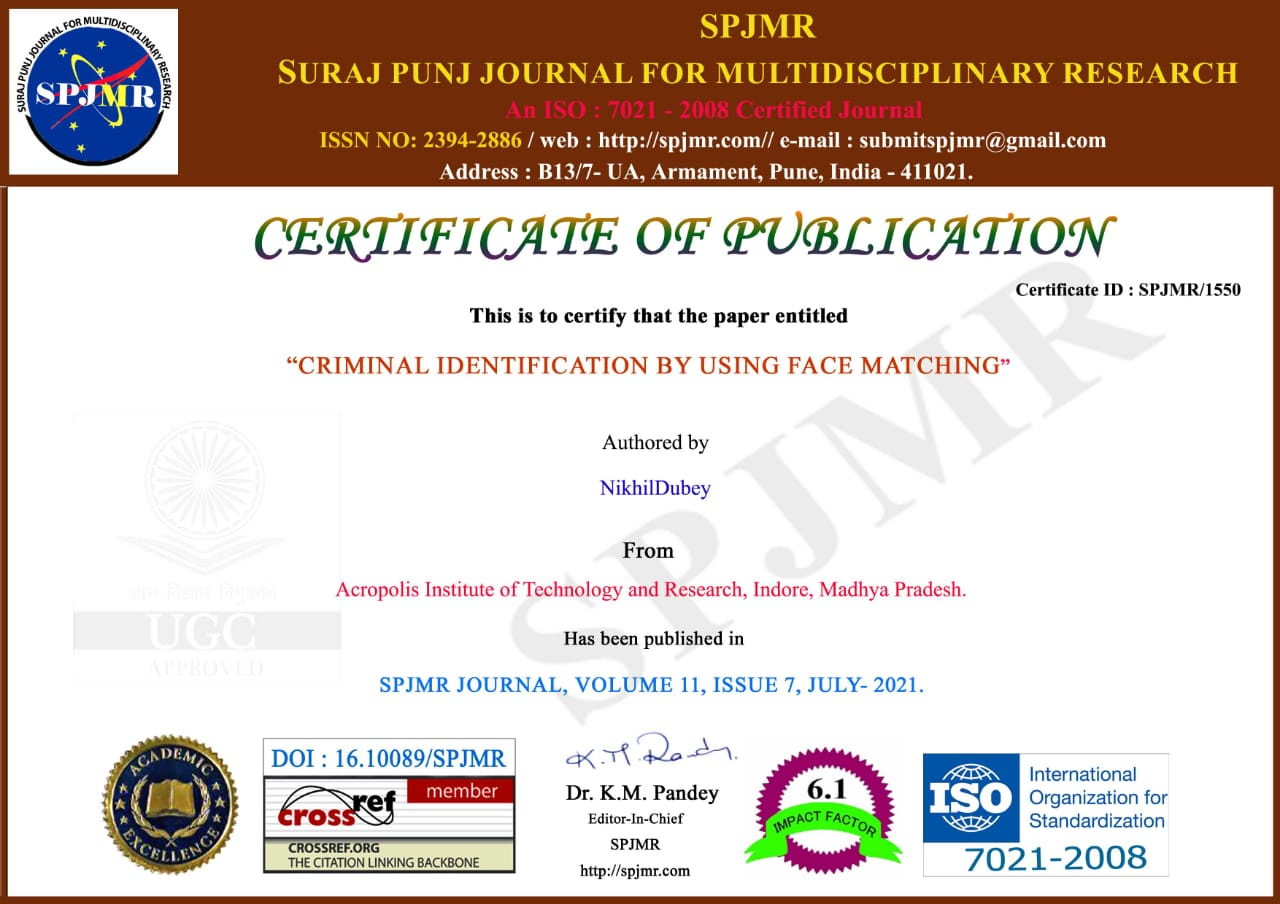 SPJMR
SURAJ PUNJ JOURNAL FOR MULTIDISCIPLINARY RESEARCH
An ISO : 7021 - 2008 Certified Journal
ISSN NO: 2394-2886 / web : http://spjmr.com// e-mail : submitspjmr@gmail.com
Address : B13/7- UA, Armament, Pune, India - 411021.
SURAJ PUNJ JOURNAL FOR MULTIDISCIPLINARY RESEARCH
SPJMR
CERTIFICATE OF PUBLICATION
Certificate ID : SPJMR/1550
This is to certify that the paper entitled
“CRIMINAL IDENTIFICATION BY USING FACE MATCHING”
Authored by
NikhilDubey
From
Acropolis Institute of Technology and Research, Indore, Madhya Pradesh.
Has been published in
SPJMR JOURNAL, VOLUME 11, ISSUE 7, JULY- 2021.
SPJMR
ज्ञान-विज्ञान विमुक्तये
UGC
APPROVED
ACADEMIC
EXCELLENCE
DOI : 16.10089/SPJMR
crossref
member
CROSSREF.ORG
THE CITATION LINKING BACKBONE
K.M. Pandey
Dr. K.M. Pandey
Editor-In-Chief
SPJMR
http://spjmr.com
6.1
IMPACT FACTOR
ISO
International
Organization for
Standardization
7021-2008